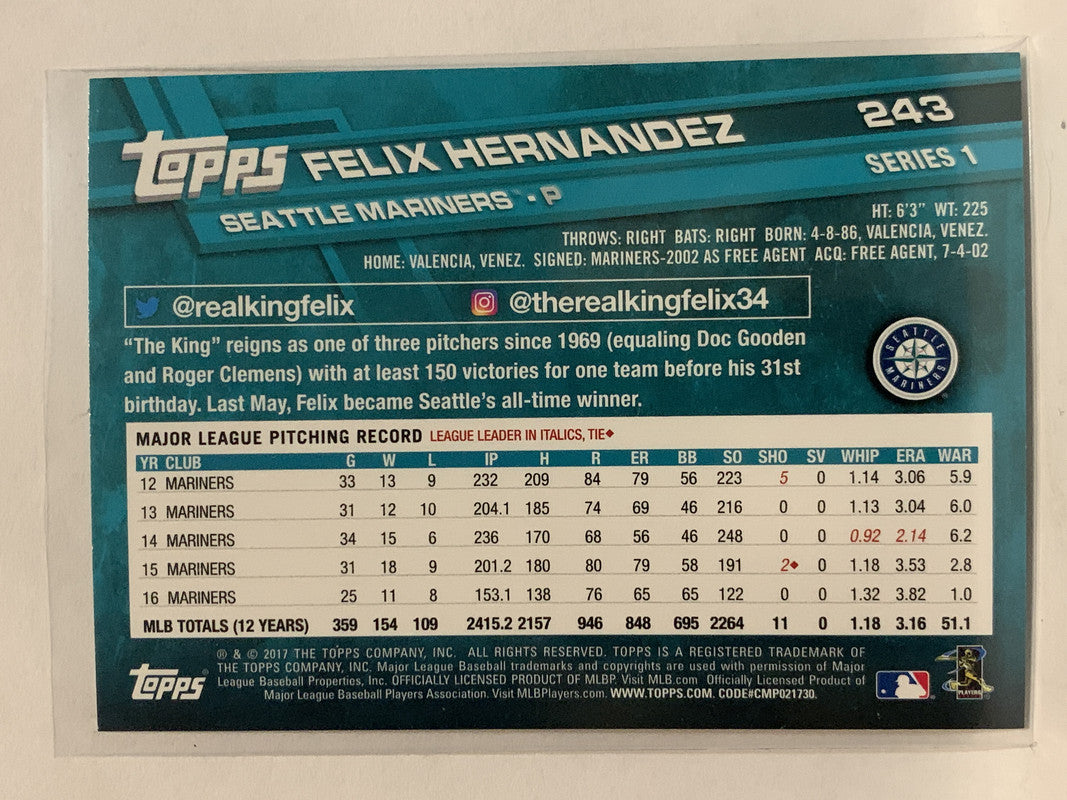 243
TOPPS FELIX HERNANDEZ
SERIES 1
SEATTLE MARINERS™ • P
HT: 6'3" WT: 225
THROWS: RIGHT BATS: RIGHT BORN: 4-8-86, VALENCIA, VENEZ.
HOME: VALENCIA, VENEZ. SIGNED: MARINERS-2002 AS FREE AGENT ACQ: FREE AGENT, 7-4-02
@realkingfelix @therealkingfelix34
"The King" reigns as one of three pitchers since 1969 (equaling Doc Gooden
and Roger Clemens) with at least 150 victories for one team before his 31st
birthday. Last May, Felix became Seattle's all-time winner.
SEATTLE
MARINERS
MAJOR LEAGUE PITCHING RECORD LEAGUE LEADER IN ITALICS, TIE♦
YR CLUB G W L IP H R ER BB SO SHO SV WHIP ERA WAR
12 MARINERS 33 13 9 232 209 84 79 56 223 5 0 1.14 3.06 5.9
13 MARINERS 31 12 10 204.1 185 74 69 46 216 0 0 1.13 3.04 6.0
14 MARINERS 34 15 6 236 170 68 56 46 248 0 0 0.92 2.14 6.2
15 MARINERS 31 18 9 201.2 180 80 79 58 191 2♦ 0 1.18 3.53 2.8
16 MARINERS 25 11 8 153.1 138 76 65 65 122 0 0 1.32 3.82 1.0
MLB TOTALS (12 YEARS) 359 154 109 2415.2 2157 946 848 695 2264 11 0 1.18 3.16 51.1
® & © 2017 THE TOPPS COMPANY, INC. ALL RIGHTS RESERVED. TOPPS IS A REGISTERED TRADEMARK OF
THE TOPPS COMPANY, INC. Major League Baseball trademarks and copyrights are used with permission of Major
League Baseball Properties, Inc. OFFICIALLY LICENSED PRODUCT OF MLBP. Visit MLB.com Officially Licensed Product of
Major League Baseball Players Association. Visit MLBPlayers.com. WWW.TOPPS.COM. CODE#CMP021730.
TOPPS
PLAYERS